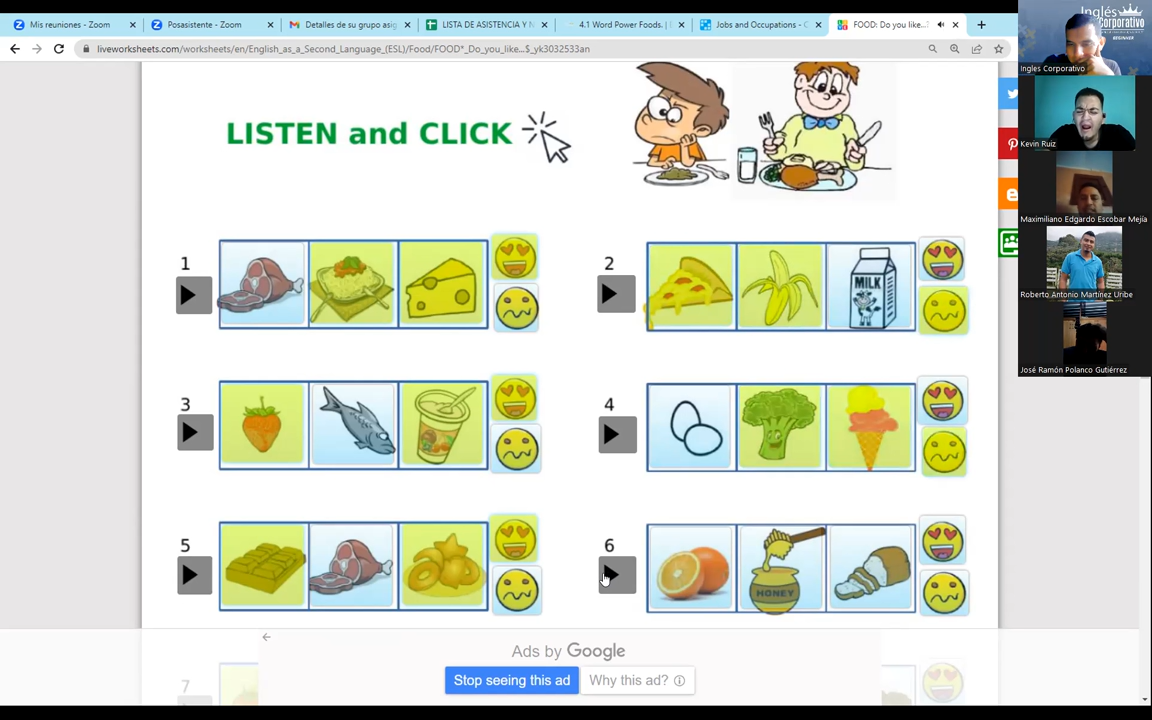 Mis reuniones - Zoom
Posasistente - Zoom
Detalles de su grupo asig
LISTA DE ASISTENCIA Y N
4.1 Word Power Foods. |
Jobs and Occupations - C
FOOD: Do you like...?
liveworksheets.com/worksheets/en/English_as_a_Second_Language_(ESL)/Food/FOOD*_Do_you_like...$_yk3032533an
Inglés
Corporativo
BEGINNER
Ingles Corporativo
Kevin Ruiz
Maximiliano Edgardo Escobar Mejía
Roberto Antonio Martínez Uribe
José Ramón Polanco Gutiérrez
LISTEN and CLICK
1
2
MILK
3
4
5
6
HONEY
7
Ads by Google
Stop seeing this ad
Why this ad?